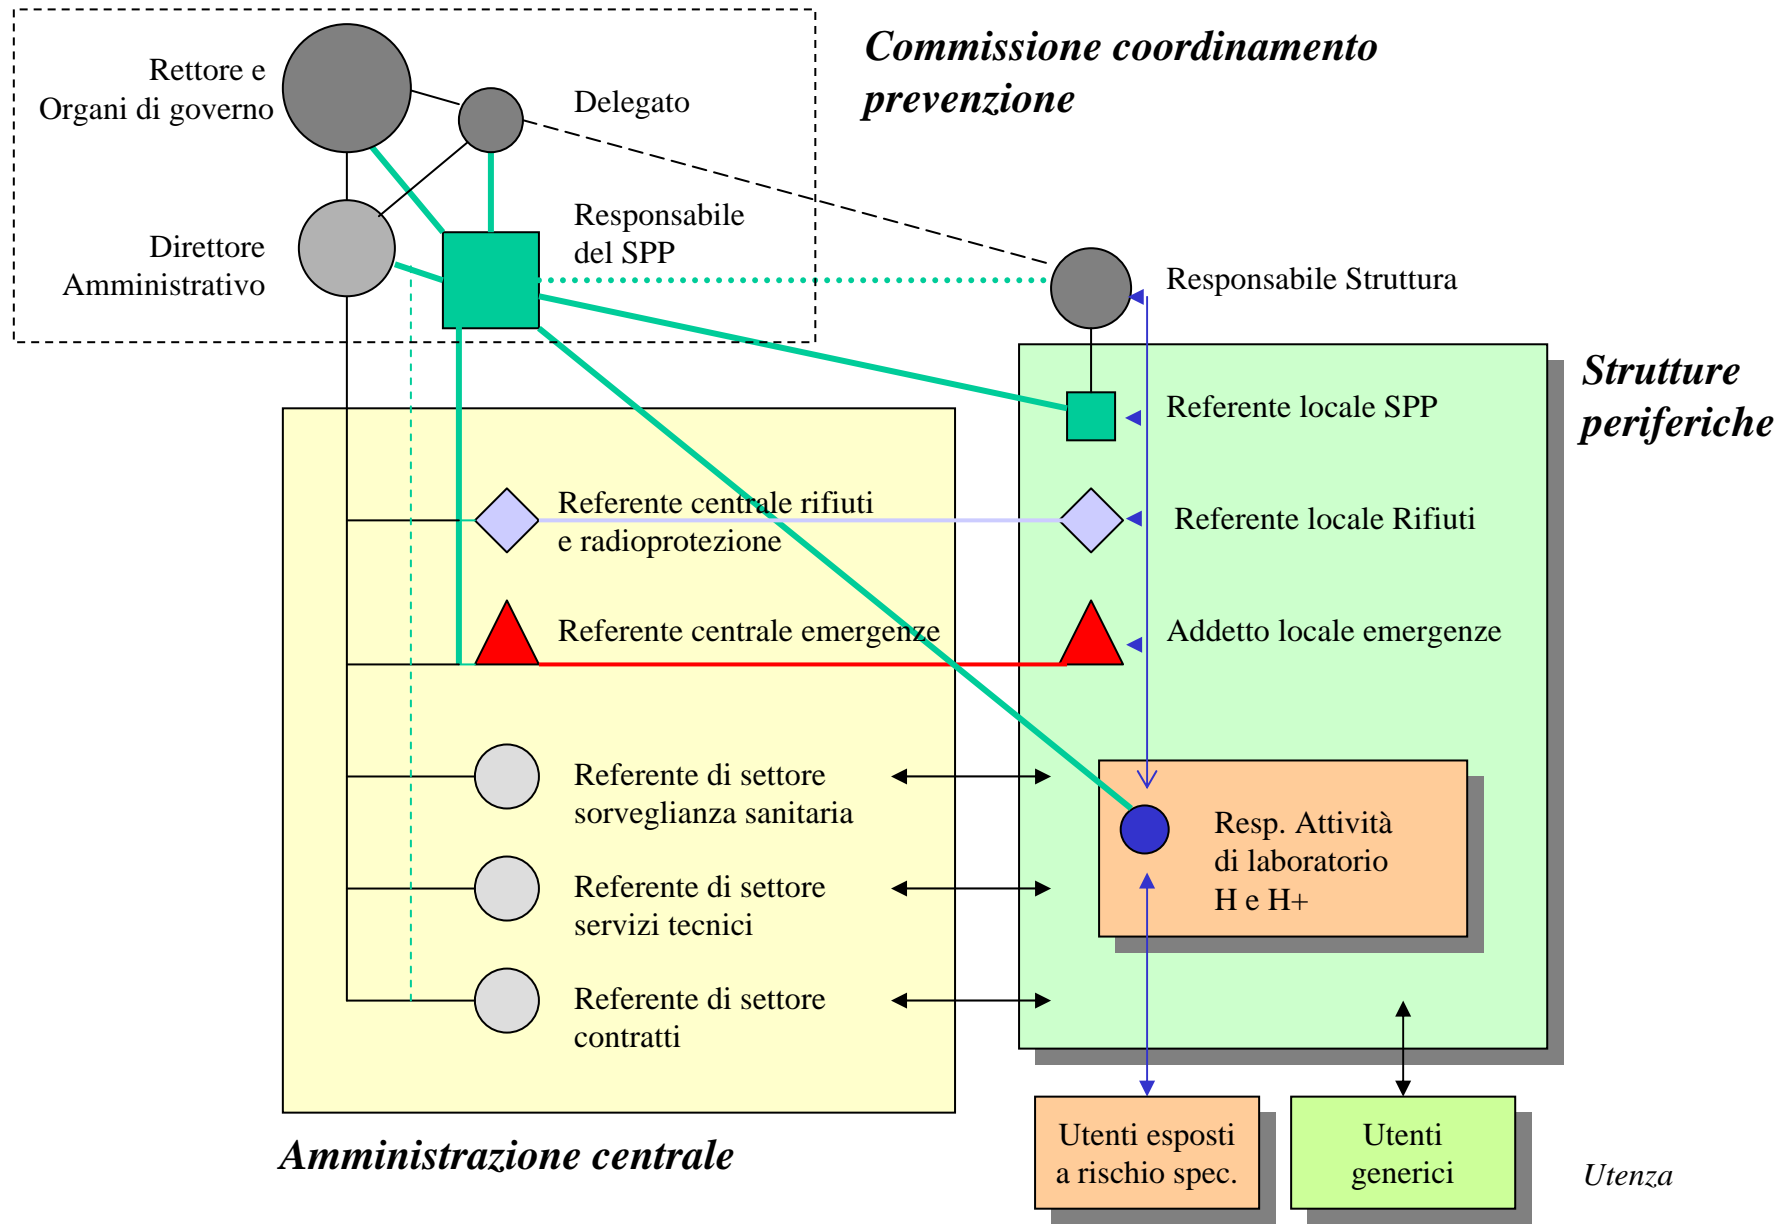 Commissione coordinamento
prevenzione
Rettore e
Organi di governo
Delegato
Responsabile
del SPP
Direttore
Amministrativo
Responsabile Struttura
Strutture
periferiche
Referente locale SPP
Referente centrale rifiuti
e radioprotezione
Referente locale Rifiuti
Referente centrale emergenze
Addetto locale emergenze
Referente di settore
sorveglianza sanitaria
Resp. Attività
di laboratorio
H e H+
Referente di settore
servizi tecnici
Referente di settore
contratti
Amministrazione centrale
Utenti esposti
a rischio spec.
Utenti
generici
Utenza